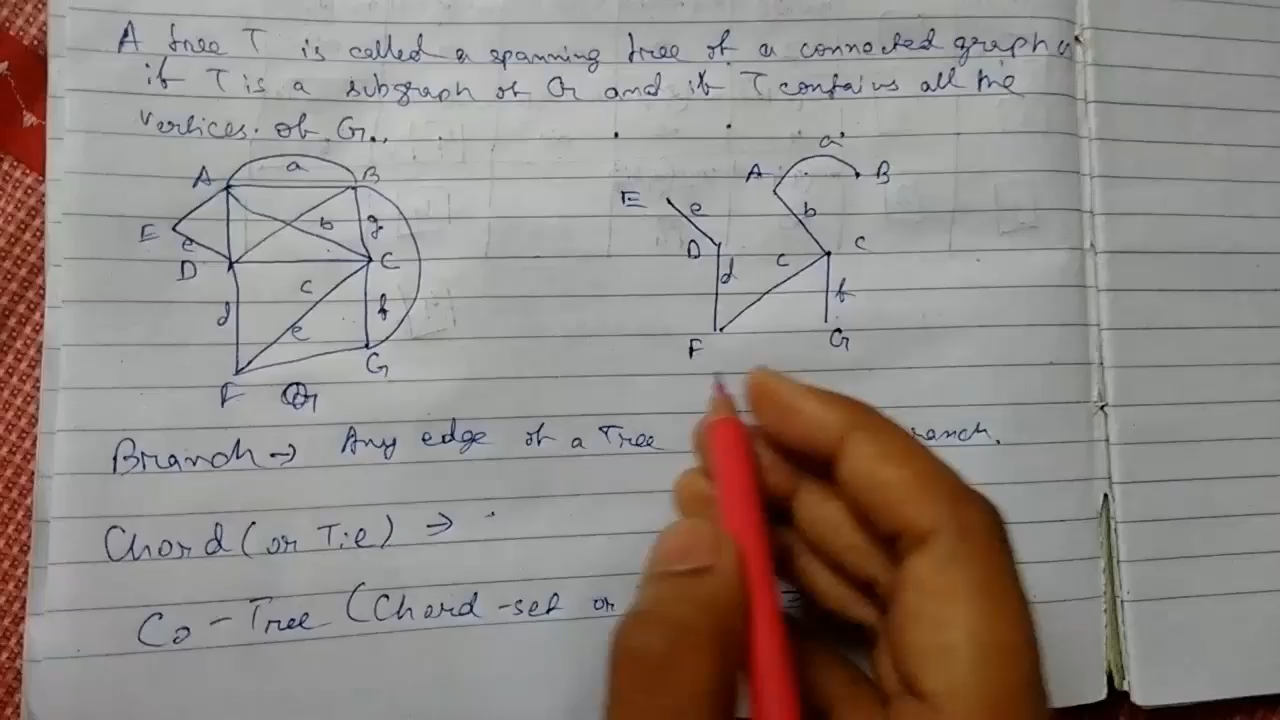 A tree T is called a spanning tree of a connected graph G
if T is a subgraph of G and if T contains all the
vertices of G.
A a B
E e D b g C
d c e f
F G
G
a
A B
E e b
D d c C
f
F G
Branch → Any edge of a Tree ranch.
Chord (or Tie) ⇒
Co-Tree (Chord-set or